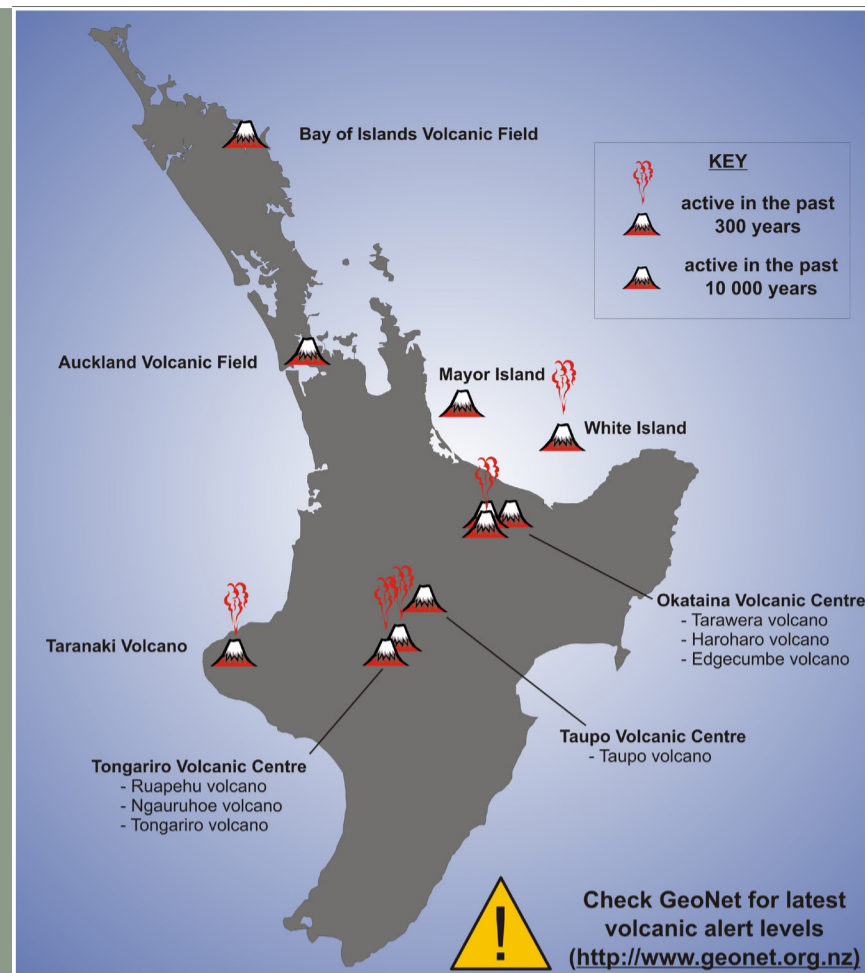 Bay of Islands Volcanic Field
KEY
active in the past
300 years
active in the past
10 000 years
Auckland Volcanic Field
Mayor Island
White Island
Okataina Volcanic Centre
- Tarawera volcano
- Haroharo volcano
- Edgecumbe volcano
Taranaki Volcano
Taupo Volcanic Centre
- Taupo volcano
Tongariro Volcanic Centre
- Ruapehu volcano
- Ngauruhoe volcano
- Tongariro volcano
!
Check GeoNet for latest
volcanic alert levels
(http://www.geonet.org.nz)